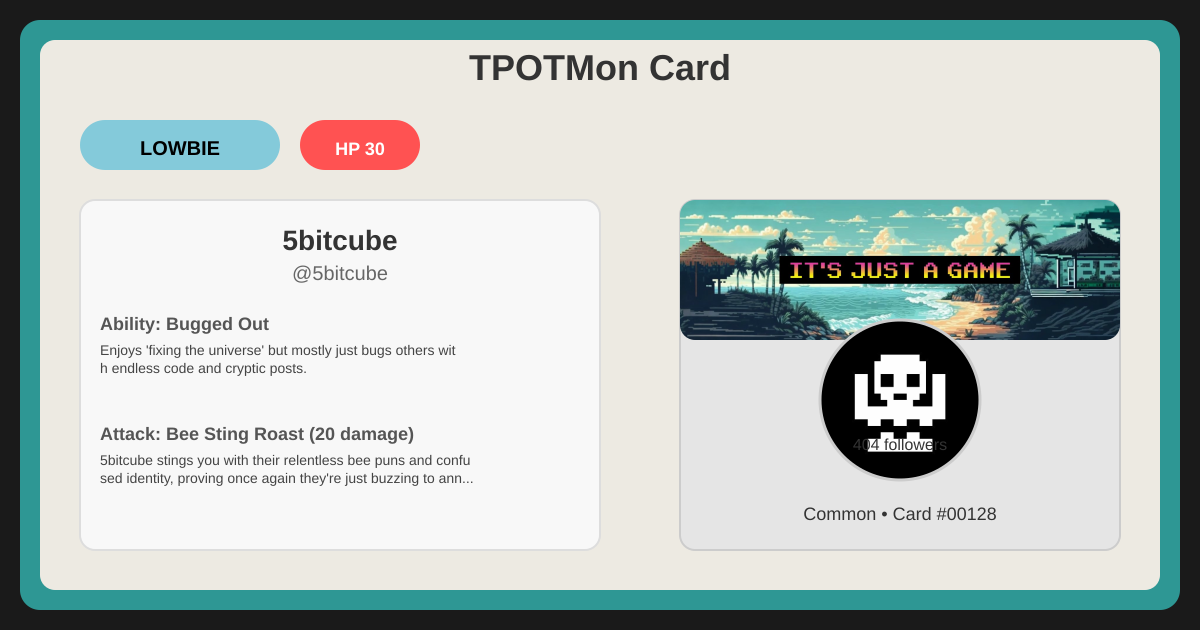 TPOTMon Card
LOWBIE
HP 30
5bitcube
@5bitcube
Ability: Bugged Out
Enjoys 'fixing the universe' but mostly just bugs others wit
h endless code and cryptic posts.
Attack: Bee Sting Roast (20 damage)
5bitcube stings you with their relentless bee puns and confu
sed identity, proving once again they're just buzzing to ann...
IT'S JUST A GAME
404 followers
Common • Card #00128